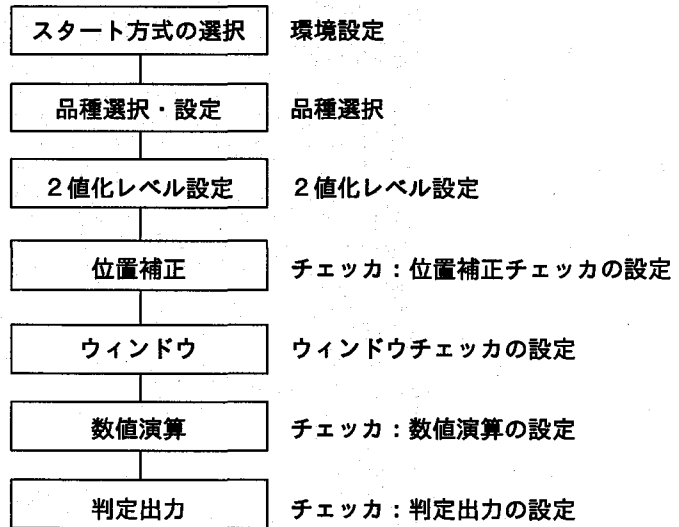 スタート方式の選択 環境設定
品種選択・設定 品種選択
２値化レベル設定 ２値化レベル設定
位置補正 チェッカ：位置補正チェッカの設定
ウィンドウ ウィンドウチェッカの設定
数値演算 チェッカ：数値演算の設定
判定出力 チェッカ：判定出力の設定